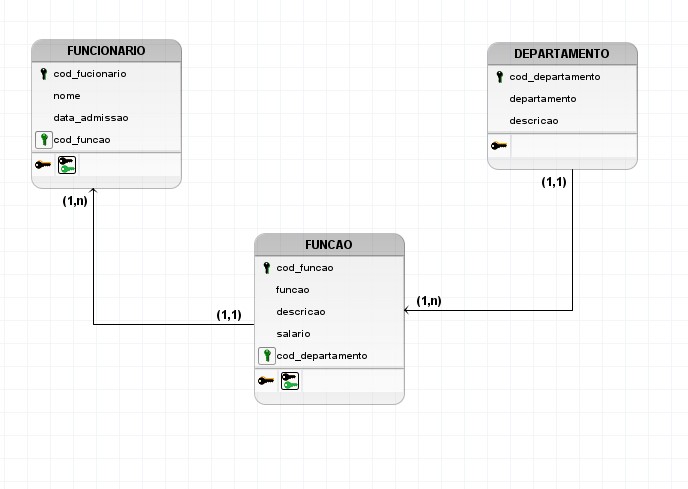 FUNCIONARIO
cod_fucionario
nome
data_admissao
cod_funcao
(1,n)
DEPARTAMENTO
cod_departamento
departamento
descricao
(1,1)
FUNCAO
cod_funcao
funcao
descricao
salario
cod_departamento
(1,1)
(1,n)